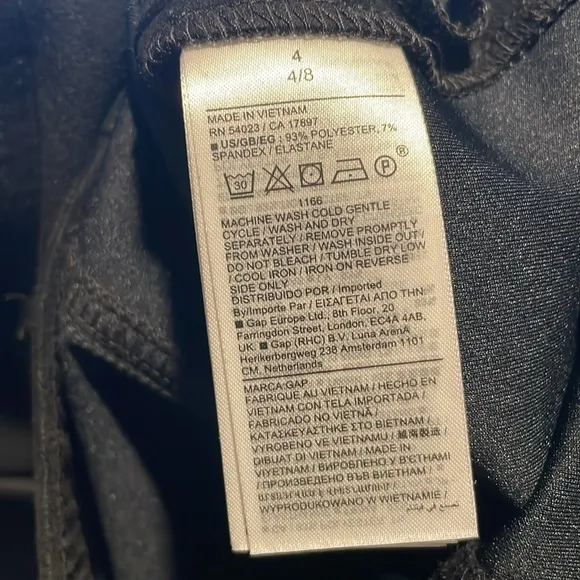 4
4/8
MADE IN VIETNAM
RN 54023 / CA 17897
■ US/GB/EG : 93% POLYESTER, 7%
SPANDEX / ELASTANE
30 P ®
1166
MACHINE WASH COLD GENTLE
CYCLE / WASH AND DRY
SEPARATELY / REMOVE PROMPTLY
FROM WASHER / WASH INSIDE OUT /
DO NOT BLEACH / TUMBLE DRY LOW
/ COOL IRON / IRON ON REVERSE
SIDE ONLY
DISTRIBUIDO POR / Imported
By/Importe Par / ΕΙΣΑΓΕΤΑΙ ΑΠΟ ΤΗΝ:
■ Gap Europe Ltd., 8th Floor, 20
Farringdon Street, London, EC4A 4AB,
UK: ■ Gap (RHC) B.V. Luna ArenA
Herikerbergweg 238 Amsterdam 1101
CM, Netherlands
MARCA:GAP
FABRIQUE AU VIETNAM / HECHO EN
VIETNAM CON TELA IMPORTADA /
FABRICADO NO VIETNÃ /
ΚΑΤΑΣΚΕΥΑΣΤΗΚΕ ΣΤΟ ΒΙΕΤΝΑΜ /
VYROBENO VE VIETNAMU / 越南製造 /
DIBUAT DI VIETNAM / MADE IN
VIYETNAM / ВИРОБЛЕНО У В'ЄТНАМІ
/ ПРОИЗВЕДЕНО ВЪВ ВИЕТНАМ /
WYPRODUKOWANO W WIETNAMIE /
صنع في فيتنام